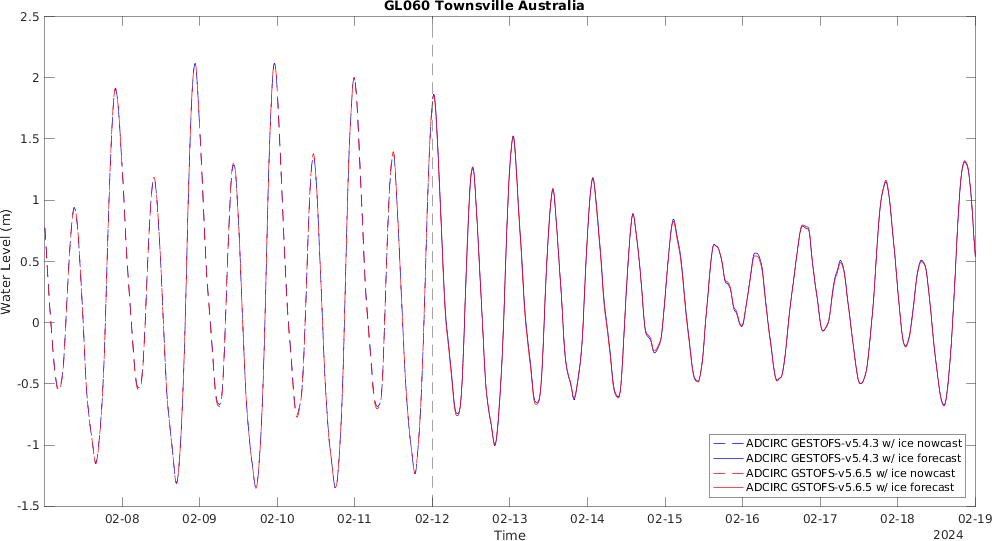 GL060 Townsville Australia
2.5
2
1.5
1
0.5
0
-0.5
-1
-1.5
Water Level (m)
02-08 02-09 02-10 02-11 02-12 02-13 02-14 02-15 02-16 02-17 02-18 02-19
Time
2024
ADCIRC GESTOFS-v5.4.3 w/ ice nowcast
ADCIRC GESTOFS-v5.4.3 w/ ice forecast
ADCIRC GSTOFS-v5.6.5 w/ ice nowcast
ADCIRC GSTOFS-v5.6.5 w/ ice forecast